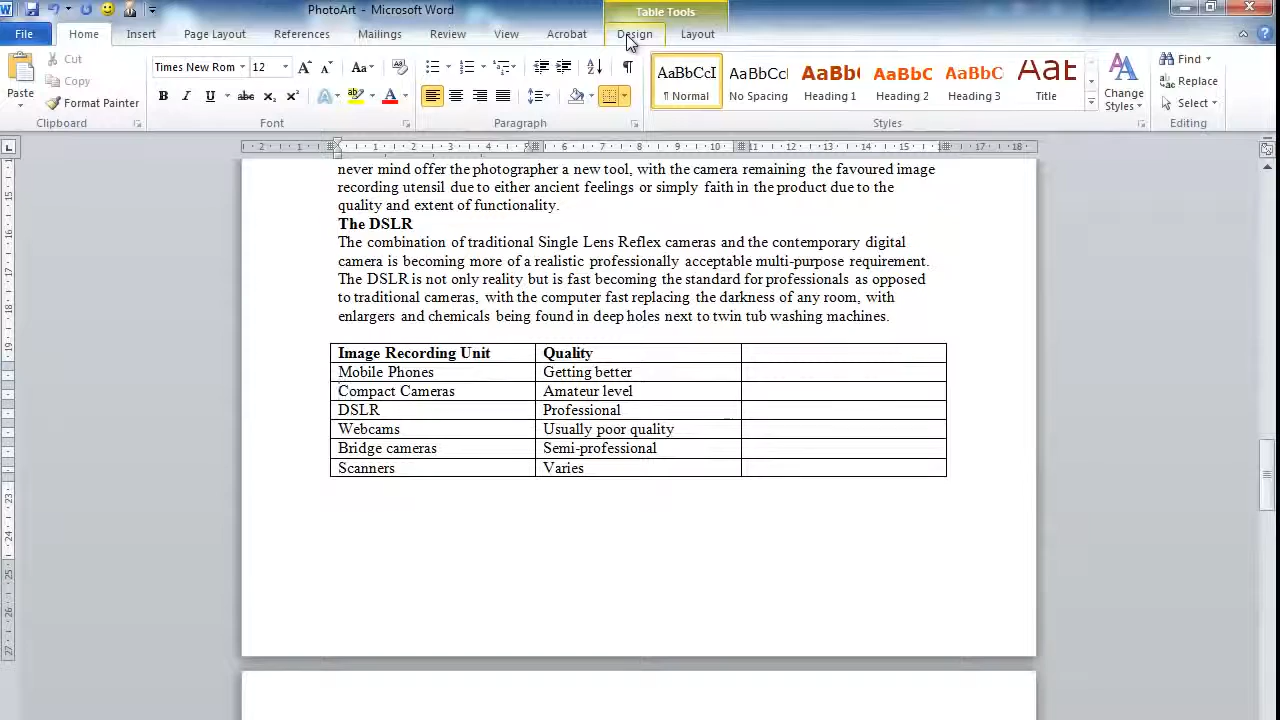 PhotoArt - Microsoft Word
Table Tools
File Home Insert Page Layout References Mailings Review View Acrobat Design Layout
Cut
Copy
Format Painter
Paste
Clipboard
Times New Rom 12
Font
Paragraph
AaBbCcI
¶ Normal
AaBbCcI
No Spacing
AaBbC
Heading 1
AaBbC
Heading 2
AaBbC
Heading 3
AaB
Title
Change
Styles
Styles
Find
Replace
Select
Editing
never mind offer the photographer a new tool, with the camera remaining the favoured image
recording utensil due to either ancient feelings or simply faith in the product due to the
quality and extent of functionality.
The DSLR
The combination of traditional Single Lens Reflex cameras and the contemporary digital
camera is becoming more of a realistic professionally acceptable multi-purpose requirement.
The DSLR is not only reality but is fast becoming the standard for professionals as opposed
to traditional cameras, with the computer fast replacing the darkness of any room, with
enlargers and chemicals being found in deep holes next to twin tub washing machines.
Image Recording Unit Quality
Mobile Phones Getting better
Compact Cameras Amateur level
DSLR Professional
Webcams Usually poor quality
Bridge cameras Semi-professional
Scanners Varies